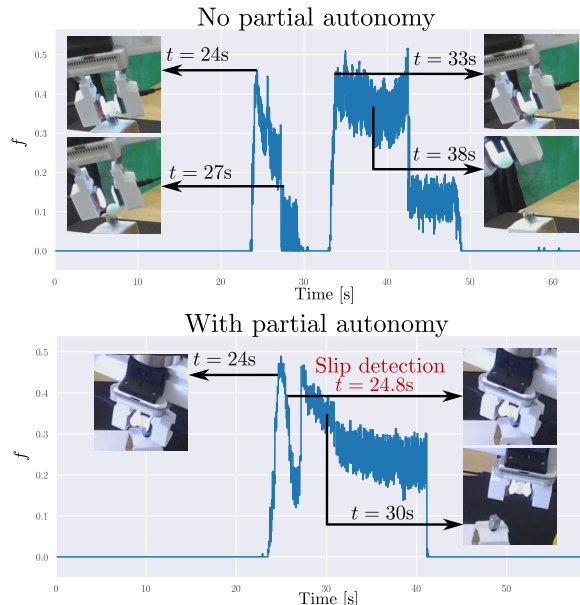 No partial autonomy
0.5
t = 24s
t = 33s
0.4
0.3
f
t = 38s
0.2
t = 27s
0.1
0.0
0 10 20 30 40 50 60
Time [s]
With partial autonomy
0.5
t = 24s
Slip detection
t = 24.8s
0.4
0.3
f
0.2
0.1
t = 30s
0.0
0 10 20 30 40 50
Time [s]